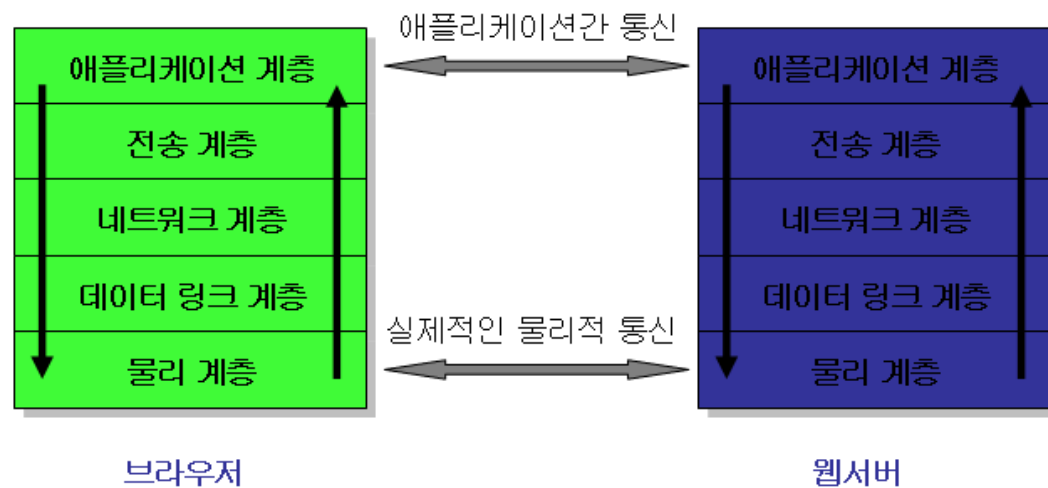 애플리케이션간 통신
애플리케이션 계층
전송 계층
네트워크 계층
데이터 링크 계층
물리 계층
애플리케이션 계층
전송 계층
네트워크 계층
데이터 링크 계층
물리 계층
실제적인 물리적 통신
브라우저
웹서버